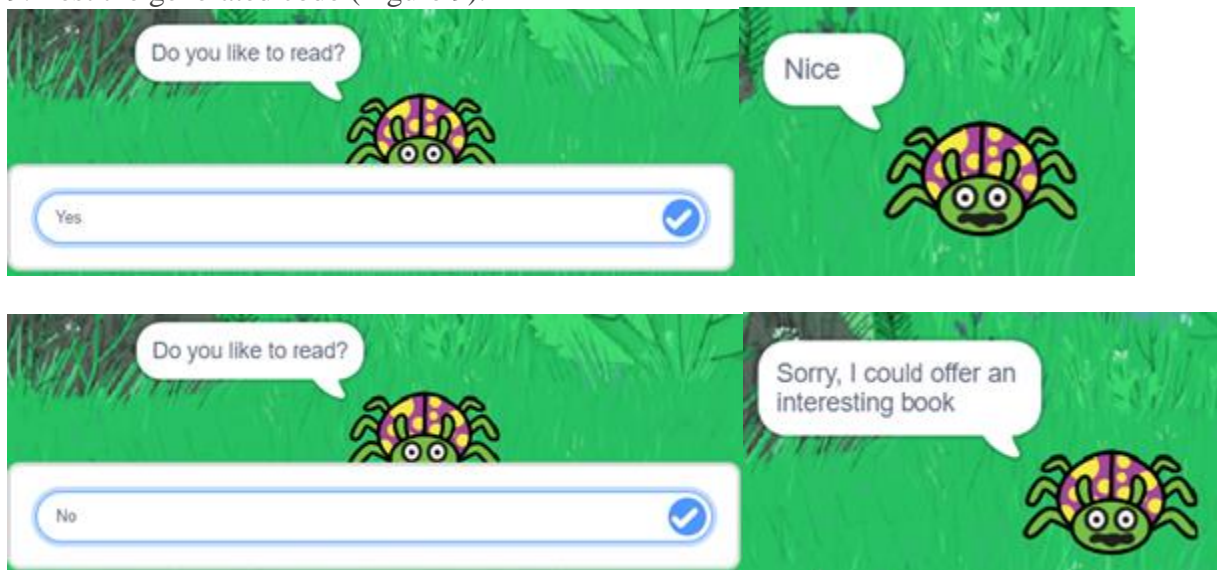 Do you like to read?
Nice
Yes
Do you like to read?
Sorry, I could offer an
interesting book
No